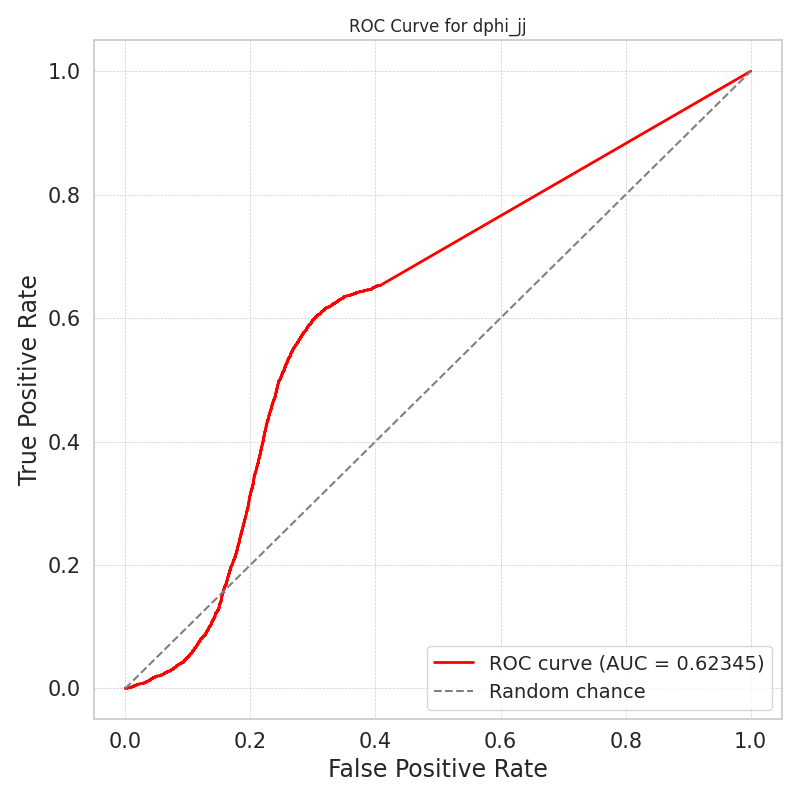 ROC Curve for dphi_jj
True Positive Rate
1.0
0.8
0.6
0.4
0.2
0.0
0.0 0.2 0.4 0.6 0.8 1.0
False Positive Rate
ROC curve (AUC = 0.62345)
Random chance